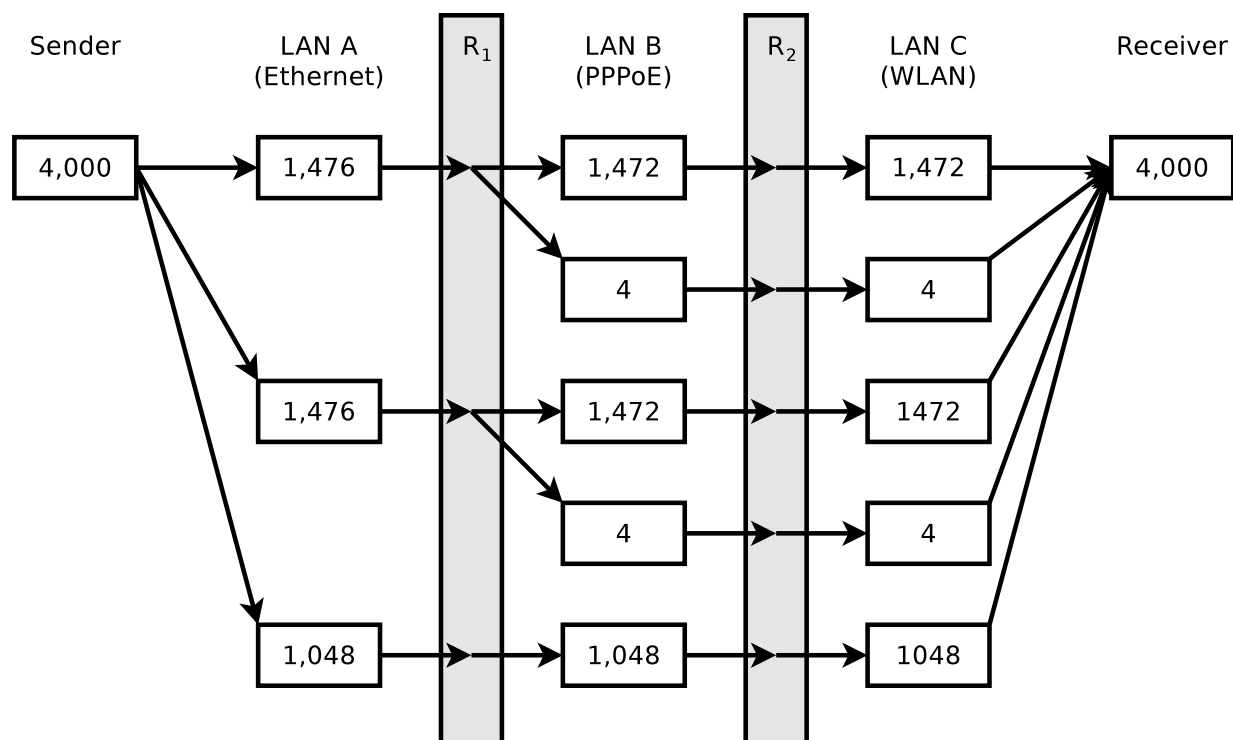 Sender
LAN A
(Ethernet)
R1
LAN B
(PPPoE)
R2
LAN C
(WLAN)
Receiver
4,000
1,476
1,472
1,472
4,000
4
4
1,476
1,472
1472
4
4
1,048
1,048
1048